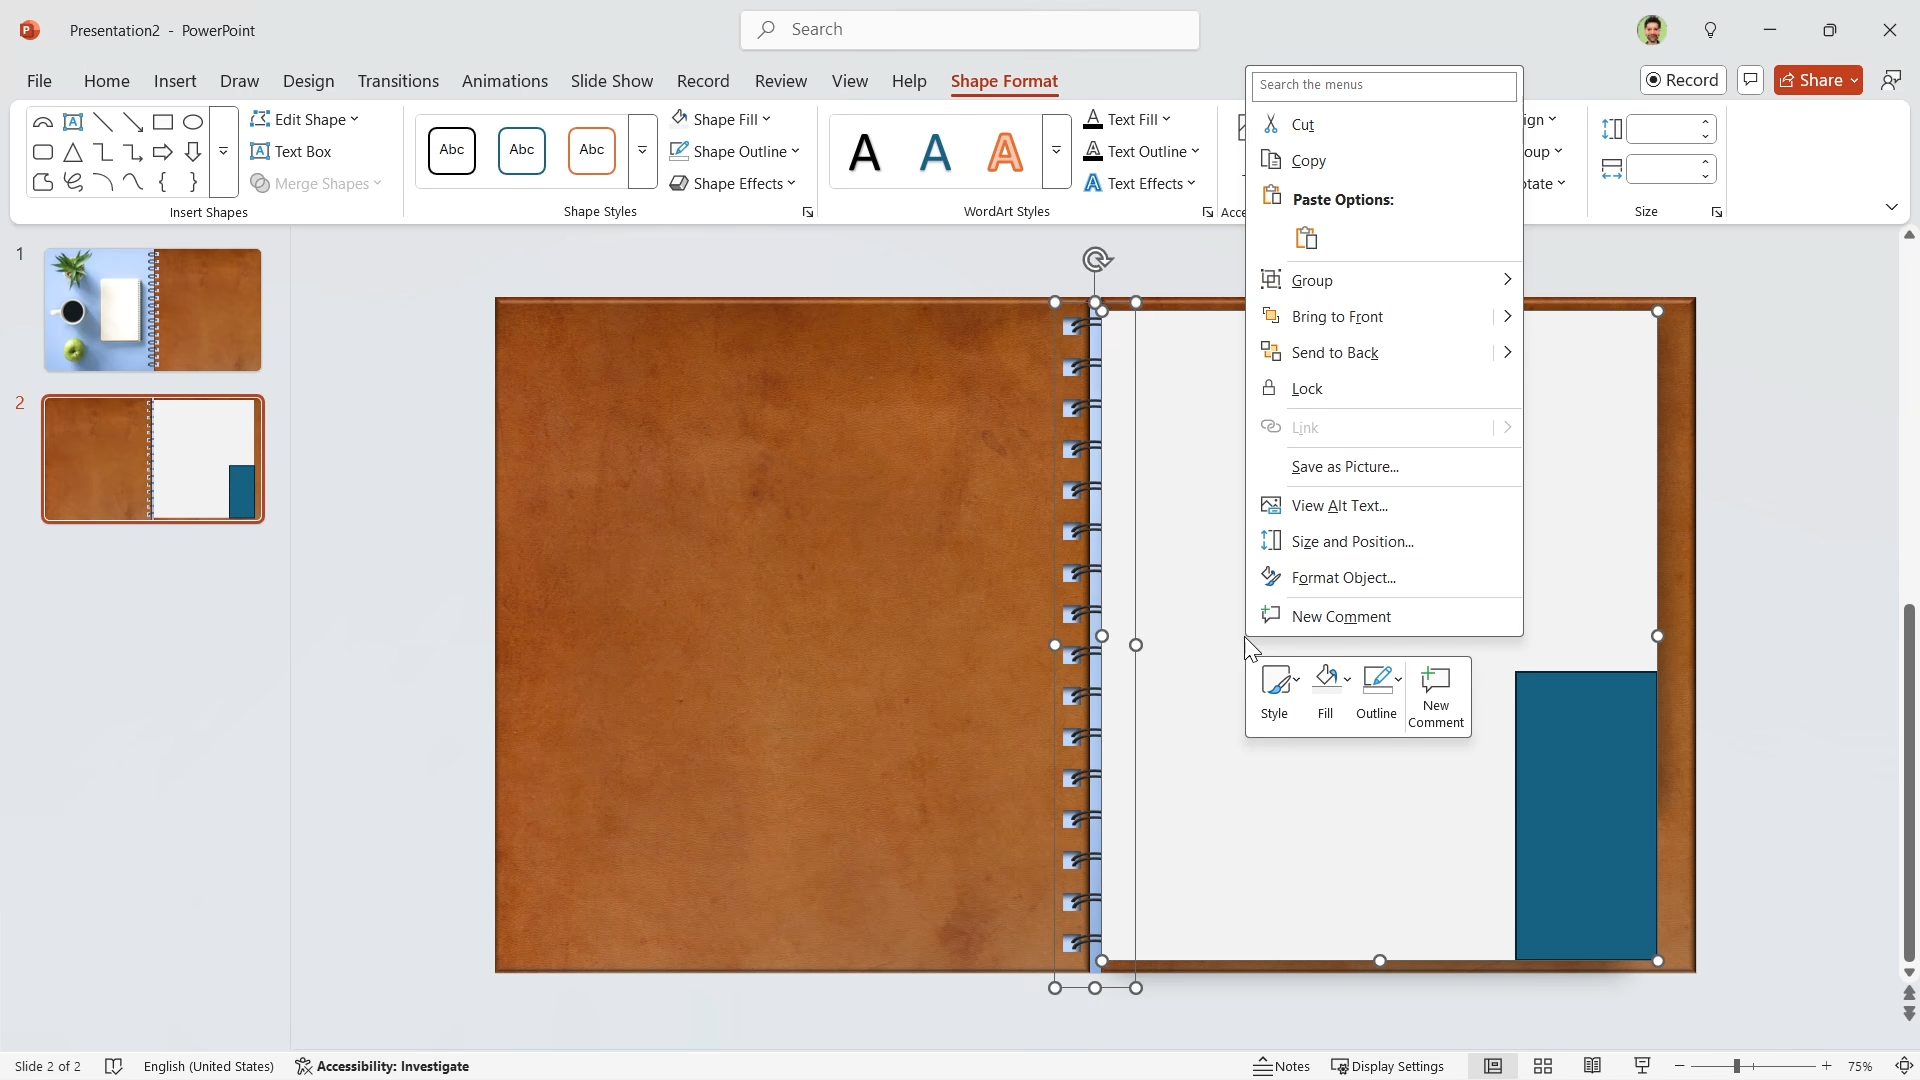 Presentation2 - PowerPoint
Search
File Home Insert Draw Design Transitions Animations Slide Show Record Review View Help Shape Format
Record
Share
Edit Shape
Text Box
Merge Shapes
Insert Shapes
Abc Abc Abc
Shape Fill
Shape Outline
Shape Effects
Shape Styles
A A A
Text Fill
Text Outline
Text Effects
WordArt Styles
Size
Search the menus
Cut
Copy
Paste Options:
Group
Bring to Front
Send to Back
Lock
Link
Save as Picture...
View Alt Text...
Size and Position...
Format Object...
New Comment
Style Fill Outline New Comment
1
2
Slide 2 of 2
English (United States)
Accessibility: Investigate
Notes
Display Settings
75%